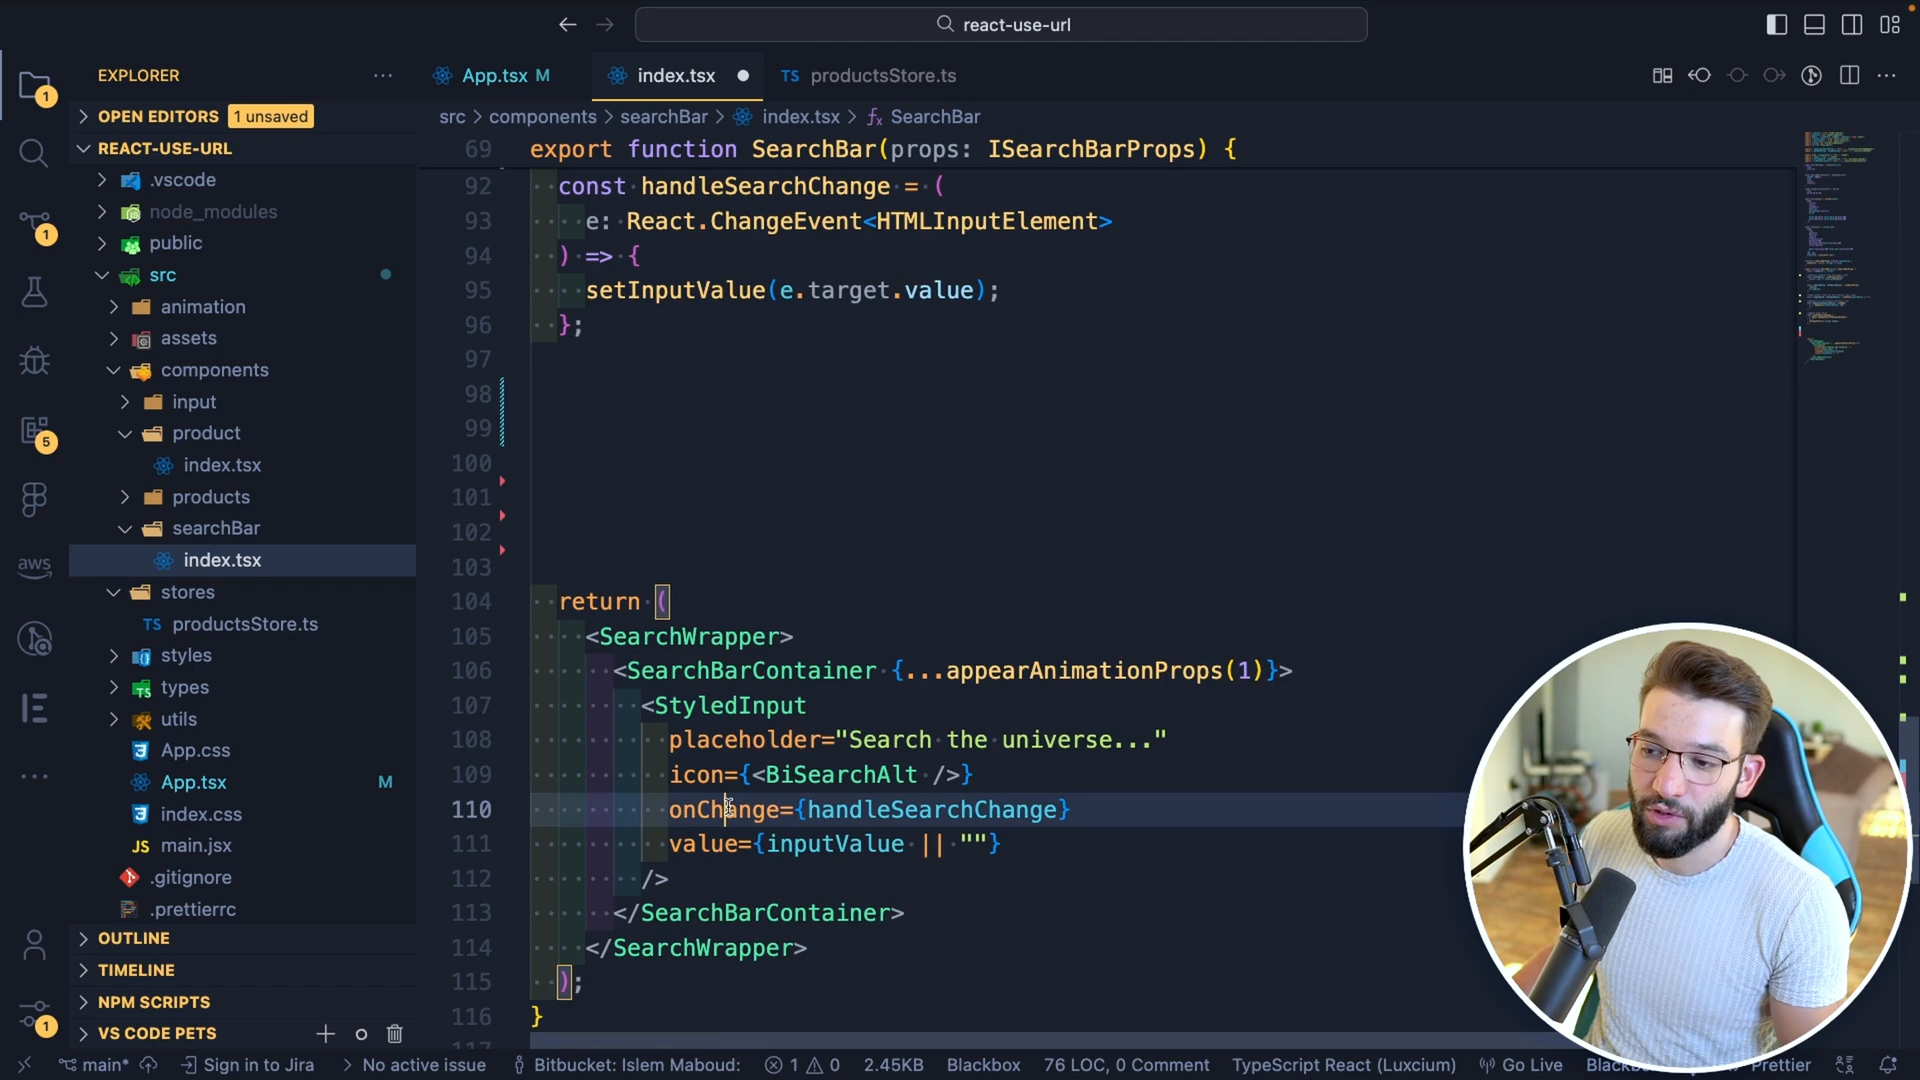 react-use-url
EXPLORER
App.tsx M
index.tsx
TS productsStore.ts
OPEN EDITORS 1 unsaved
src > components > searchBar > index.tsx > SearchBar
REACT-USE-URL
69 export function SearchBar(props: ISearchBarProps) {
.vscode
node_modules
public
src
animation
assets
components
input
product
index.tsx
products
searchBar
index.tsx
stores
TS productsStore.ts
styles
types
utils
App.css
App.tsx M
index.css
JS main.jsx
.gitignore
.prettierrc
OUTLINE
TIMELINE
NPM SCRIPTS
VS CODE PETS
1
1
5
aws
1
92 const handleSearchChange = (
93 e: React.ChangeEvent<HTMLInputElement>
94 ) => {
95 setInputValue(e.target.value);
96 };
97
98
99
100
101
102
103
104 return (
105 <SearchWrapper>
106 <SearchBarContainer {...appearAnimationProps(1)}>
107 <StyledInput
108 placeholder="Search the universe..."
109 icon={<BiSearchAlt />}
110 onChange={handleSearchChange}
111 value={inputValue || ""}
112 />
113 </SearchBarContainer>
114 </SearchWrapper>
115 );
116 }
main* Sign in to Jira No active issue Bitbucket: Islem Maboud: 1 0 2.45KB Blackbox 76 LOC, 0 Comment TypeScript React (Luxcium) Go Live Prettier